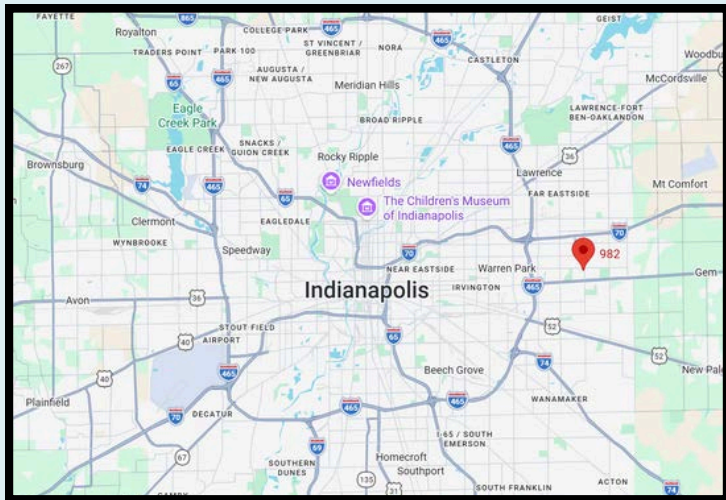 FAYETTE
865
COLLEGE PARK
GEIST
Royalton
ST VINCENT /
GREENBRIAR
NORA
465
TRADERS POINT
PARK 100
CASTLETON
Woodbu
267
65
465
AUGUSTA /
NEW AUGUSTA
Meridian Hills
McCordsville
Eagle
Creek Park
BROAD RIPPLE
LAWRENCE-FORT
BEN-OAKLANDON
EAGLE CREEK
SNACKS /
GUION CREEK
Rocky Ripple
465
36
Brownsburg
74
465
Newfields
Lawrence
Mt Comfort
65
The Children's Museum
of Indianapolis
FAR EASTSIDE
Clermont
EAGLEDALE
70
WYNBROOKE
Speedway
70
982
NEAR EASTSIDE
Warren Park
Gem
Indianapolis
IRVINGTON
465
Avon
36
STOUT FIELD
52
40
AIRPORT
65
52
465
Beech Grove
74
New Pal
40
Plainfield
70
DECATUR
465
465
WANAMAKER
69
I-65 / SOUTH
EMERSON
67
SOUTHERN
DUNES
Homecroft
135
Southport
ACTON
CAMBY
31
SOUTH FRANKLIN
74